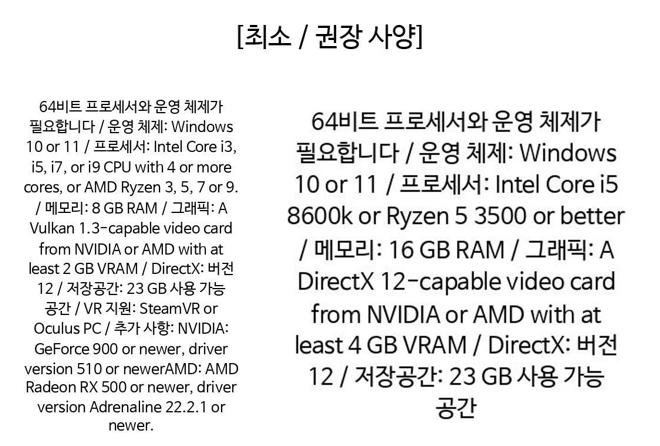 [최소 / 권장 사양]
64비트 프로세서와 운영 체제가
필요합니다 / 운영 체제: Windows
10 or 11 / 프로세서: Intel Core i3,
i5, i7, or i9 CPU with 4 or more
cores, or AMD Ryzen 3, 5, 7 or 9.
/ 메모리: 8 GB RAM / 그래픽: A
Vulkan 1.3-capable video card
from NVIDIA or AMD with at
least 2 GB VRAM / DirectX: 버전
12 / 저장공간: 23 GB 사용 가능
공간 / VR 지원: SteamVR or
Oculus PC / 추가 사항: NVIDIA:
GeForce 900 or newer, driver
version 510 or newerAMD: AMD
Radeon RX 500 or newer, driver
version Adrenaline 22.2.1 or
newer.
64비트 프로세서와 운영 체제가
필요합니다 / 운영 체제: Windows
10 or 11 / 프로세서: Intel Core i5
8600k or Ryzen 5 3500 or better
/ 메모리: 16 GB RAM / 그래픽: A
DirectX 12-capable video card
from NVIDIA or AMD with at
least 4 GB VRAM / DirectX: 버전
12 / 저장공간: 23 GB 사용 가능
공간